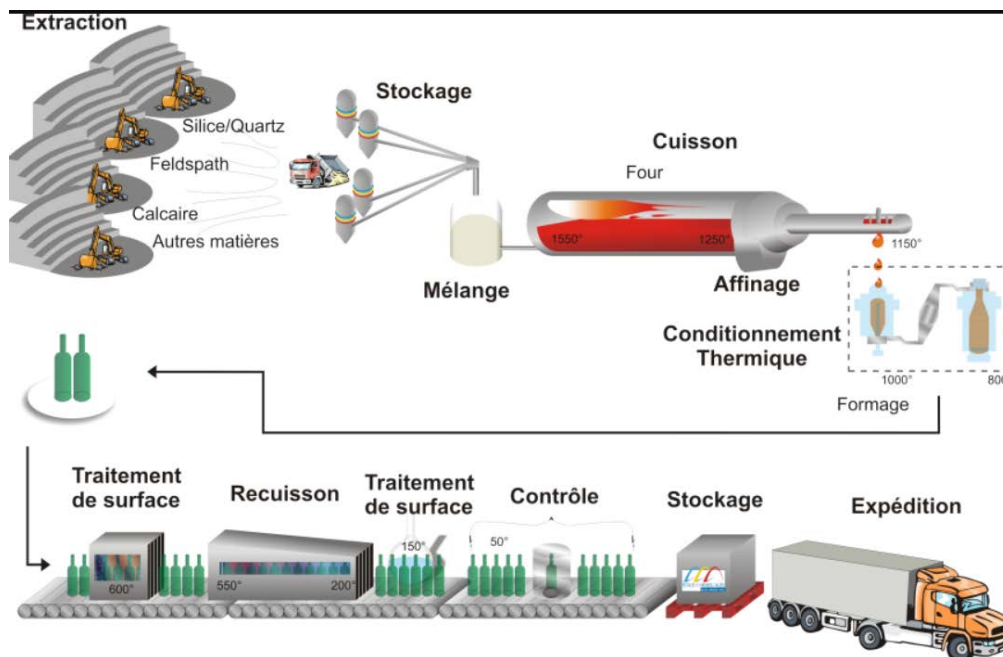 Extraction
Silice/Quartz
Feldspath
Calcaire
Autres matières
Stockage
Mélange
Cuisson
Four
1550°
1250°
1150°
Affinage
Conditionnement
Thermique
1000°
800
Formage
Traitement
de surface
600°
Recuisson
550°
200°
Traitement
de surface
150°
Contrôle
50°
Stockage
Expédition